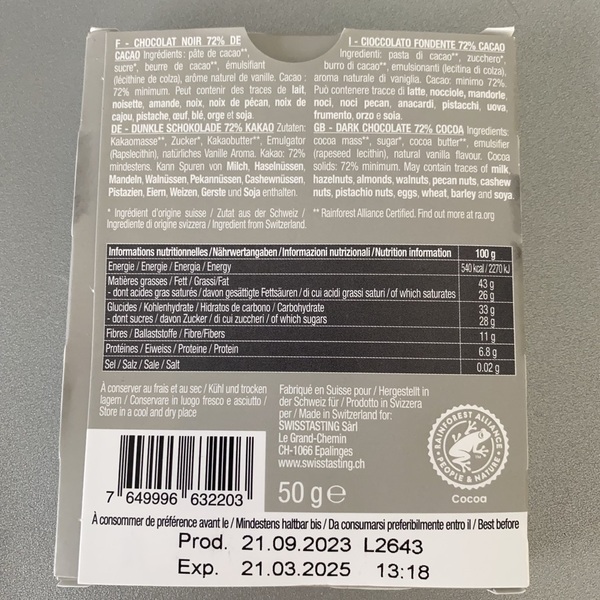 F - CHOCOLAT NOIR 72% DE
CACAO Ingrédients : pâte de cacao**,
sucre*, beurre de cacao**, émulsifiant
(lécithine de colza), arôme naturel de vanille. Cacao :
72% minimum. Peut contenir des traces de lait,
noisette, amande, noix, noix de pécan, noix de
cajou, pistache, œuf, blé, orge et soja.
DE - DUNKLE SCHOKOLADE 72% KAKAO Zutaten:
Kakaomasse**, Zucker*, Kakaobutter**, Emulgator
(Rapslecithin), natürliches Vanille Aroma. Kakao: 72%
mindestens. Kann Spuren von Milch, Haselnüssen,
Mandeln, Walnüssen, Pekannüssen, Cashewnüssen,
Pistazien, Eiern, Weizen, Gerste und Soja enthalten.
I - CIOCCOLATO FONDENTE 72% CACAO
Ingredienti: pasta di cacao**, zucchero*,
burro di cacao**, emulsionanti (lecitina di colza),
aroma naturale di vaniglia. Cacao: minimo 72%.
Può contenere tracce di latte, nocciole, mandorle,
noci, noci pecan, anacardi, pistacchi, uova,
frumento, orzo e soia.
GB - DARK CHOCOLATE 72% COCOA Ingredients:
cocoa mass**, sugar*, cocoa butter**, emulsifier
(rapeseed lecithin), natural vanilla flavour. Cocoa
solids: 72% minimum. May contain traces of milk,
hazelnuts, almonds, walnuts, pecan nuts, cashew
nuts, pistachio nuts, eggs, wheat, barley and soya.
* Ingrédient d'origine suisse / Zutat aus der Schweiz /
Ingrediente di origine svizzera / Ingredient from Switzerland.
** Rainforest Alliance Certified. Find out more at ra.org
Informations nutritionnelles / Nährwertangaben / Informazioni nutrizionali / Nutrition information 100 g
Energie / Energie / Energia / Energy 540 kcal / 2270 kJ
Matières grasses / Fett / Grassi/Fat 43 g
- dont acides gras saturés / davon gesättigte Fettsäuren / di cui acidi grassi saturi / of which saturates 26 g
Glucides / Kohlenhydrate / Hidratos de carbono / Carbohydrate 33 g
- dont sucres / davon Zucker / di cui zuccheri / of which sugars 28 g
Fibres / Ballaststoffe / Fibre/Fibers 11 g
Protéines / Eiweiss / Proteine / Protein 6.8 g
Sel / Salz / Sale / Salt 0.02 g
À conserver au frais et au sec / Kühl und trocken
lagern / Conservare in luogo fresco e asciutto /
Store in a cool and dry place
Fabriqué en Suisse pour / Hergestellt in
der Schweiz für / Prodotto in Svizzera
per / Made in Switzerland for:
SWISSTASTING Sàrl
Le Grand-Chemin
CH-1066 Epalinges
www.swisstasting.ch
RAINFOREST ALLIANCE
PEOPLE & NATURE
Cocoa
7 649996 632203
50 g e
À consommer de préférence avant le / Mindestens haltbar bis / Da consumarsi preferibilmente entro il / Best before
Prod. 21.09.2023 L2643
Exp. 21.03.2025 13:18